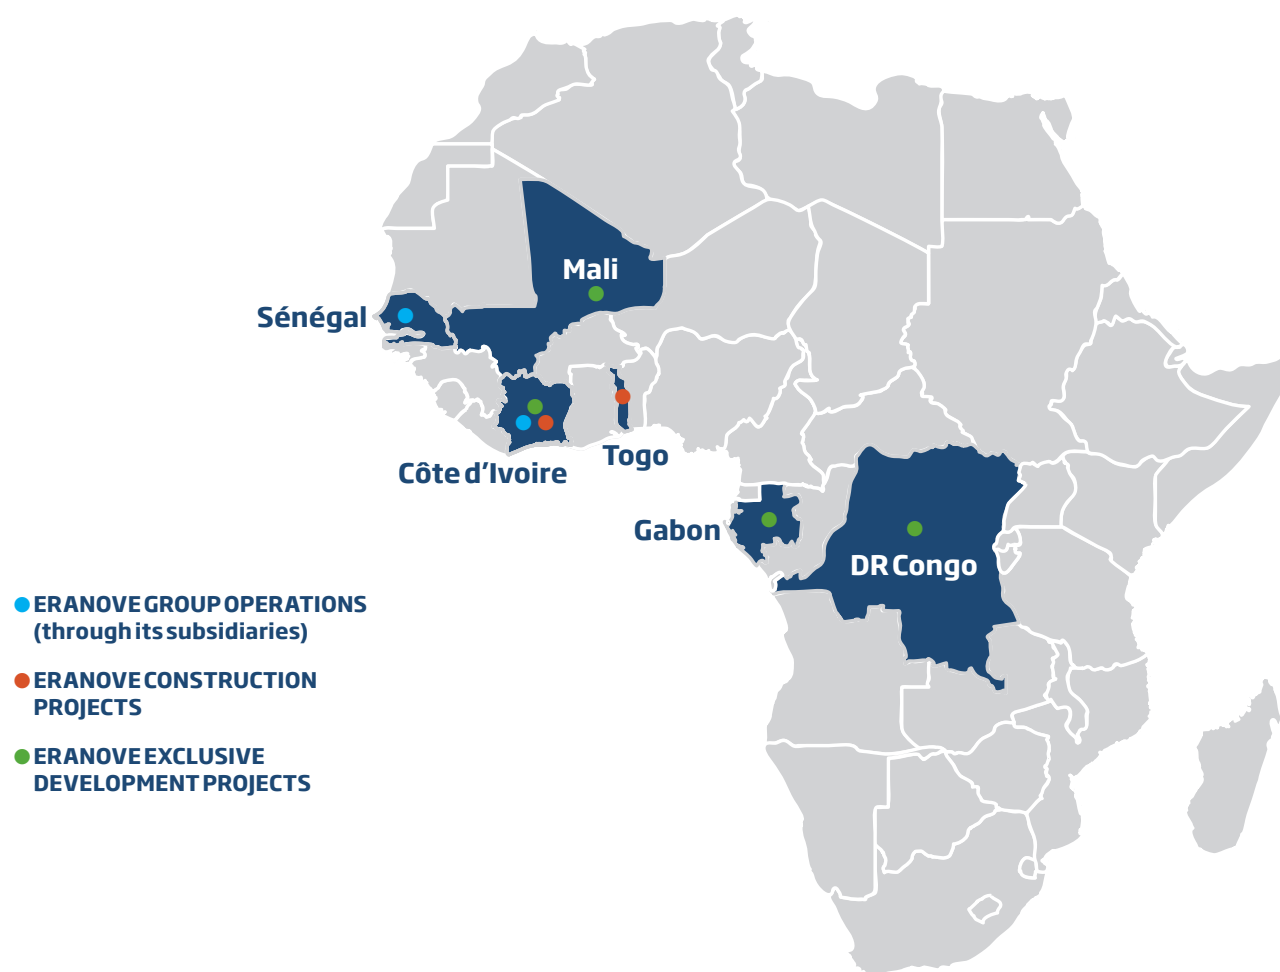 Mali
Sénégal
Togo
Côte d’Ivoire
Gabon
DR Congo
ERANOVE GROUP OPERATIONS
(through its subsidiaries)
ERANOVE CONSTRUCTION
PROJECTS
ERANOVE EXCLUSIVE
DEVELOPMENT PROJECTS